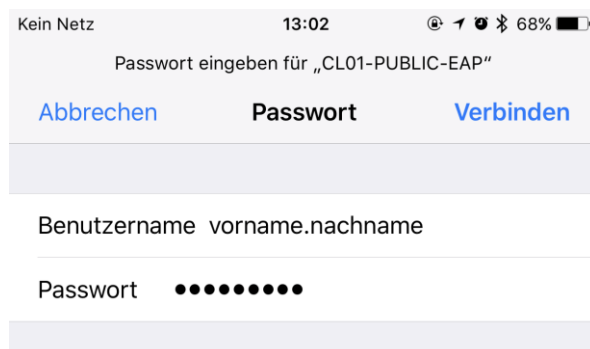 Kein Netz 13:02 68%
Passwort eingeben für „CL01-PUBLIC-EAP“
Abbrechen Passwort Verbinden
Benutzername vorname.nachname
Passwort •••••••••